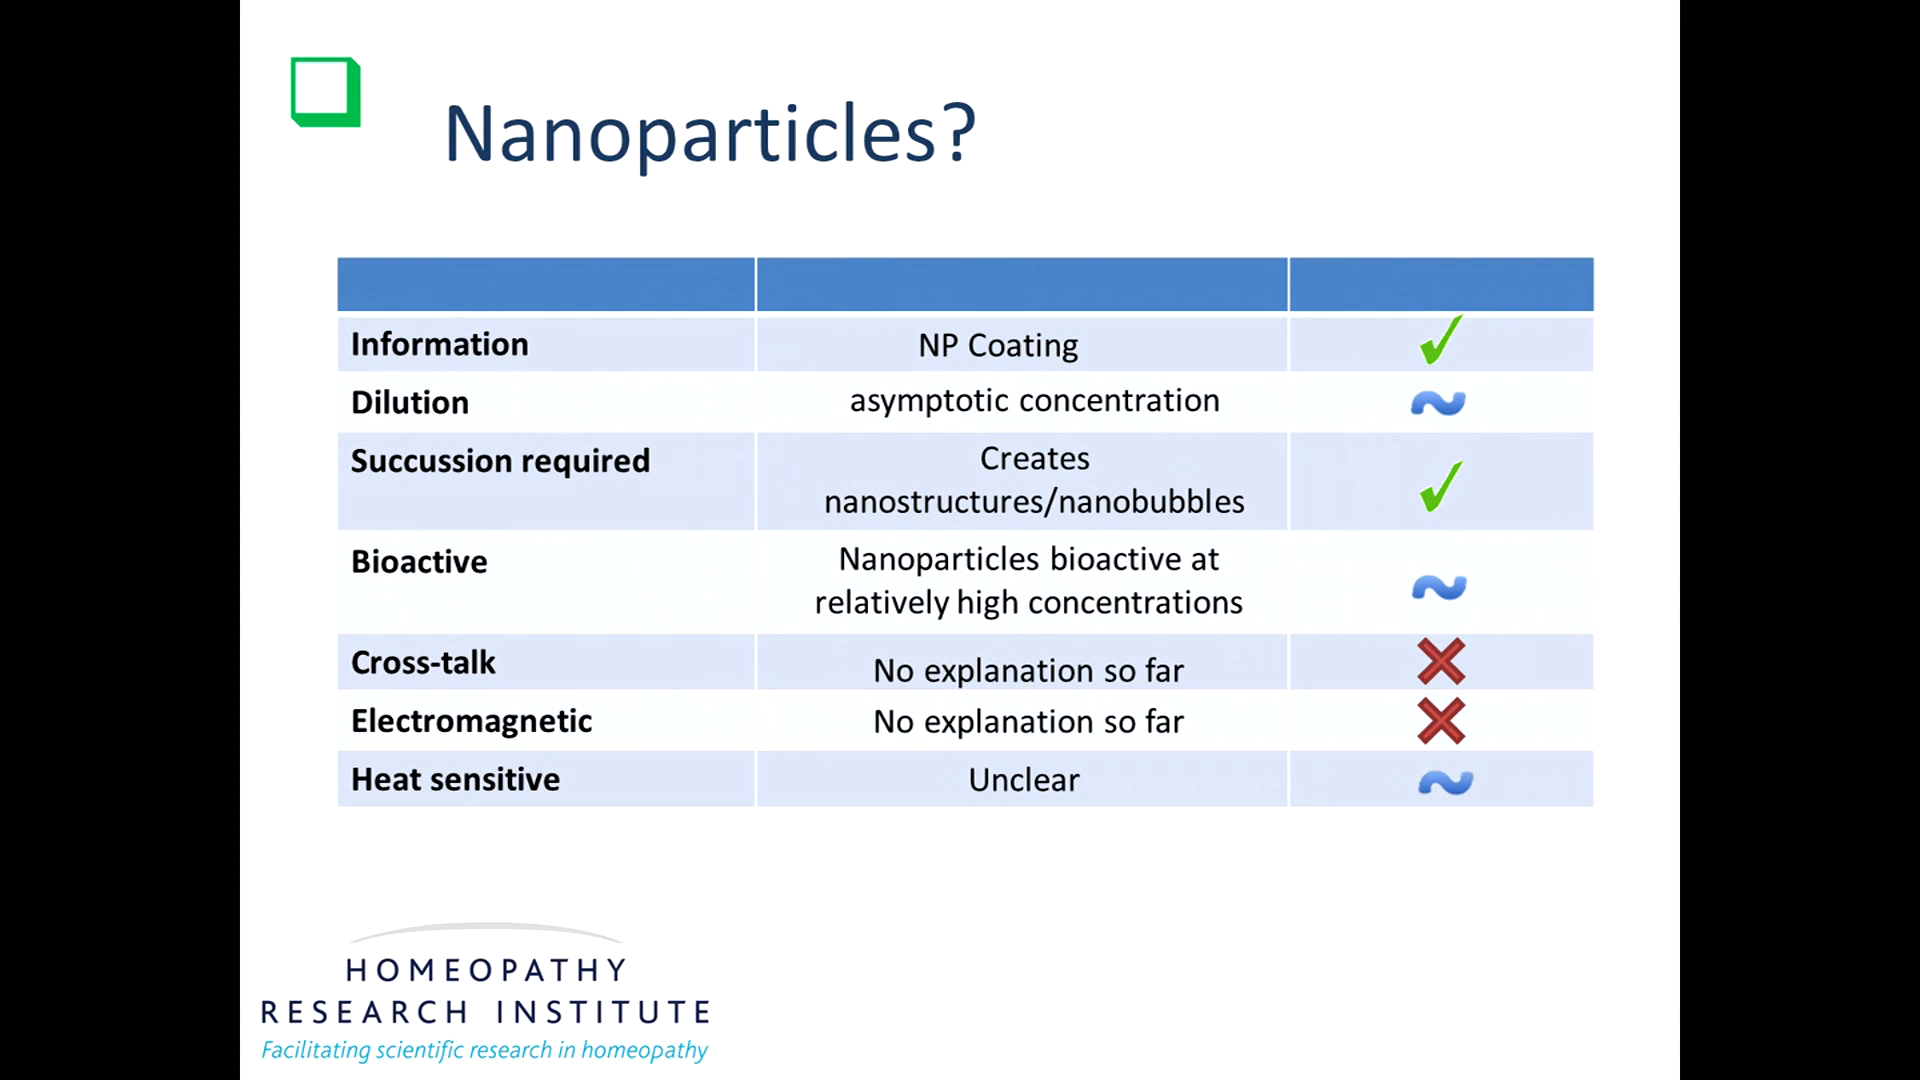 Nanoparticles?
Information
NP Coating
Dilution
asymptotic concentration
Succussion required
Creates
nanostructures/nanobubbles
Bioactive
Nanoparticles bioactive at
relatively high concentrations
Cross-talk
No explanation so far
Electromagnetic
No explanation so far
Heat sensitive
Unclear
HOMEOPATHY
RESEARCH INSTITUTE
Facilitating scientific research in homeopathy